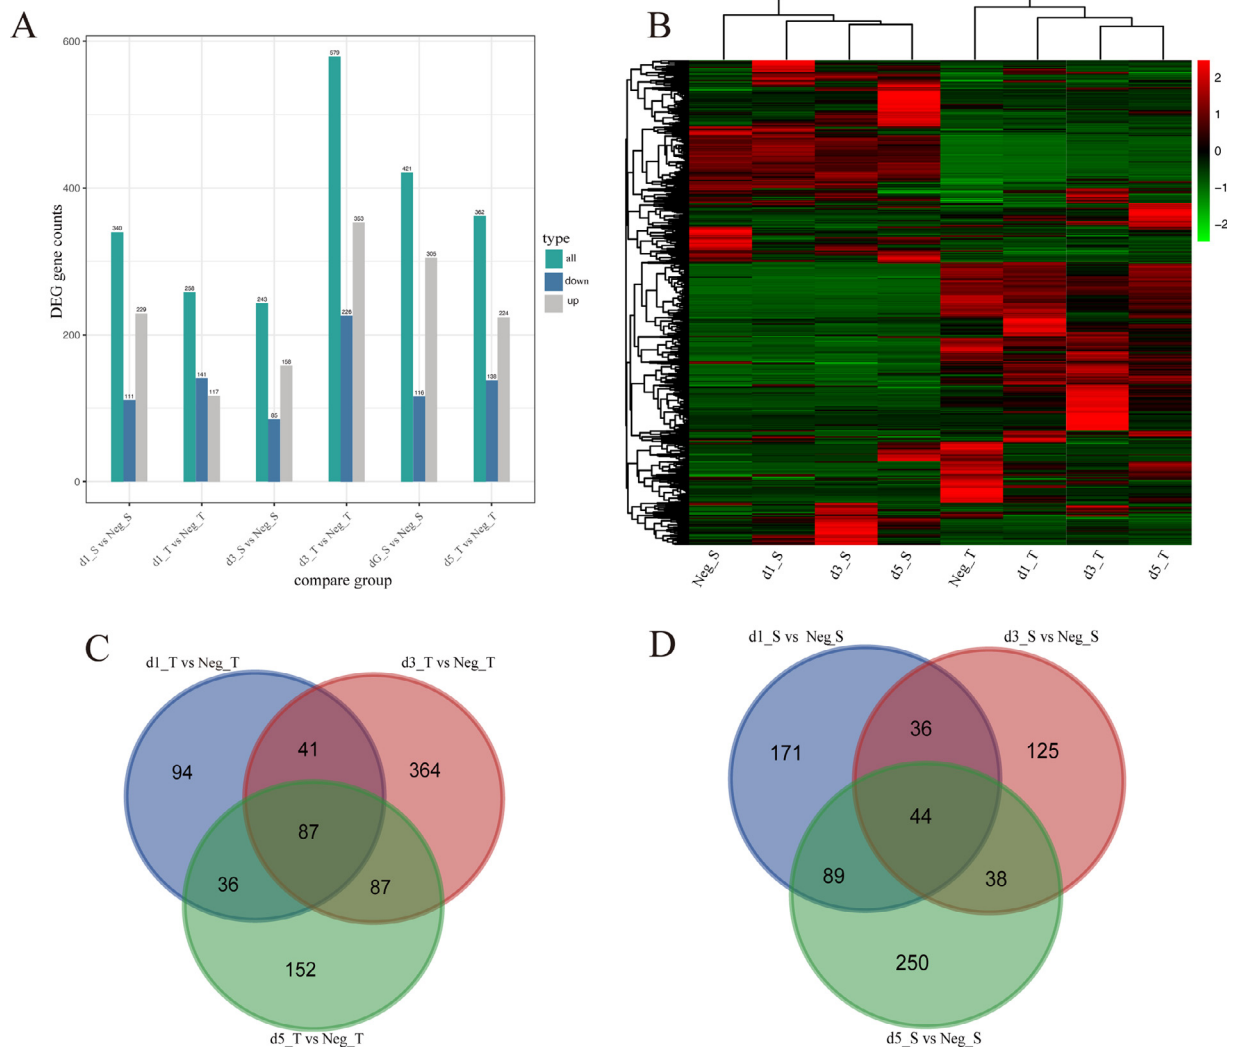 A
600
400
200
0
DEG gene counts
340
111
229
258
141
117
243
85
158
579
226
353
421
116
305
362
138
224
d1_S vs Neg_S
d1_T vs Neg_T
d3_S vs Neg_S
d3_T vs Neg_T
dG_S vs Neg_S
d5_T vs Neg_T
compare group
type
all
down
up
B
2
1
0
−1
−2
Neg_S
d1_S
d3_S
d5_S
Neg_T
d1_T
d3_T
d5_T
C
d1_T vs Neg_T
d3_T vs Neg_T
94
41
364
87
36
87
152
d5_T vs Neg_T
D
d1_S vs Neg_S
d3_S vs Neg_S
171
36
125
44
89
38
250
d5_S vs Neg_S